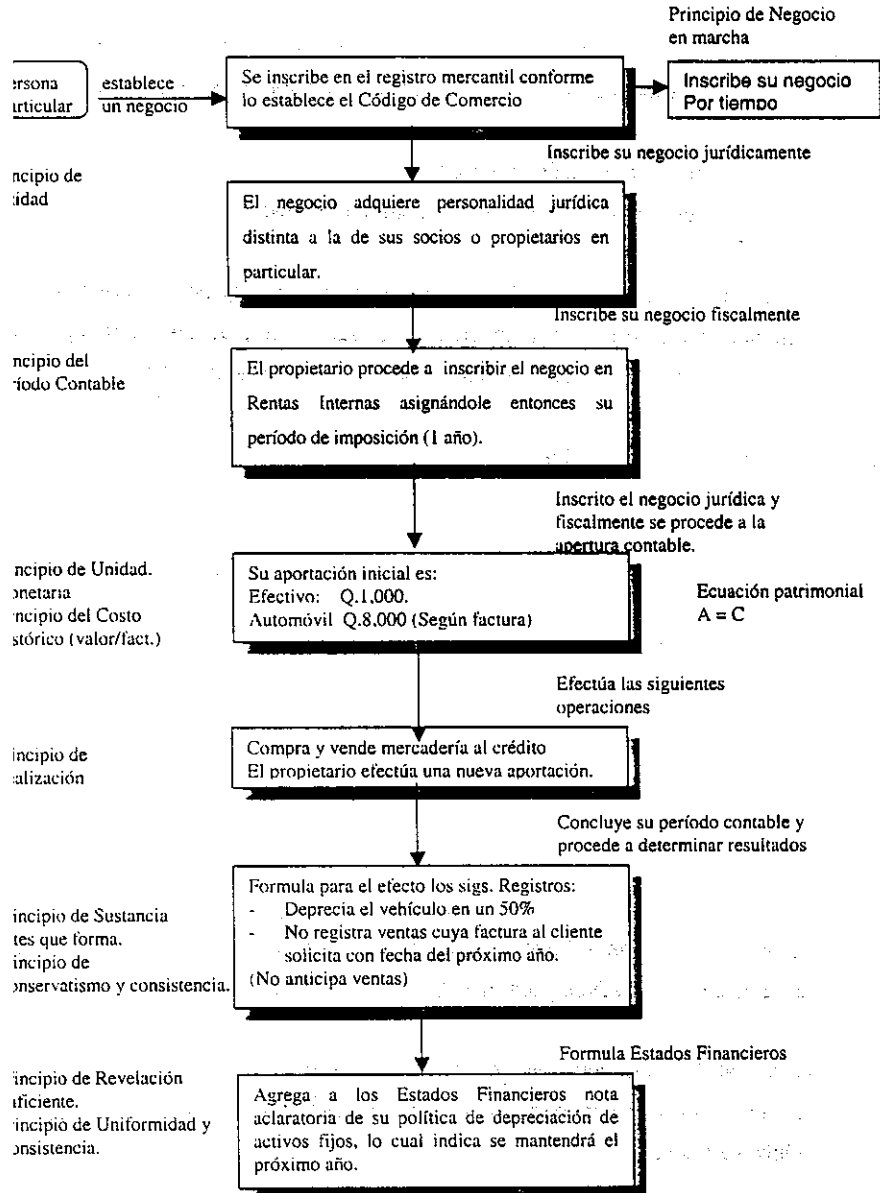 Principio de Negocio
en marcha
ersona
articular
establece
un negocio
Se inscribe en el registro mercantil conforme
lo establece el Código de Comercio
Inscribe su negocio
Por tiempo
Inscribe su negocio jurídicamente
ncipio de
tidad
El negocio adquiere personalidad jurídica
distinta a la de sus socios o propietarios en
particular.
Inscribe su negocio fiscalmente
ncipio del
ríodo Contable
El propietario procede a inscribir el negocio en
Rentas Internas asignándole entonces su
período de imposición (1 año).
Inscrito el negocio jurídica y
fiscalmente se procede a la
apertura contable.
ncipio de Unidad.
onetaria
ncipio del Costo
stórico (valor/fact.)
Su aportación inicial es:
Efectivo: Q.1,000.
Automóvil Q.8,000 (Según factura)
Ecuación patrimonial
A = C
Efectúa las siguientes
operaciones
incipio de
alización
Compra y vende mercadería al crédito
El propietario efectúa una nueva aportación.
Concluye su período contable y
procede a determinar resultados
incipio de Sustancia
tes que forma.
incipio de
onservatismo y consistencia.
Formula para el efecto los sigs. Registros:
- Deprecia el vehículo en un 50%
- No registra ventas cuya factura al cliente
solicita con fecha del próximo año.
(No anticipa ventas)
Formula Estados Financieros
incipio de Revelación
uficiente.
incipio de Uniformidad y
onsistencia.
Agrega a los Estados Financieros nota
aclaratoria de su política de depreciación de
activos fijos, lo cual indica se mantendrá el
próximo año.